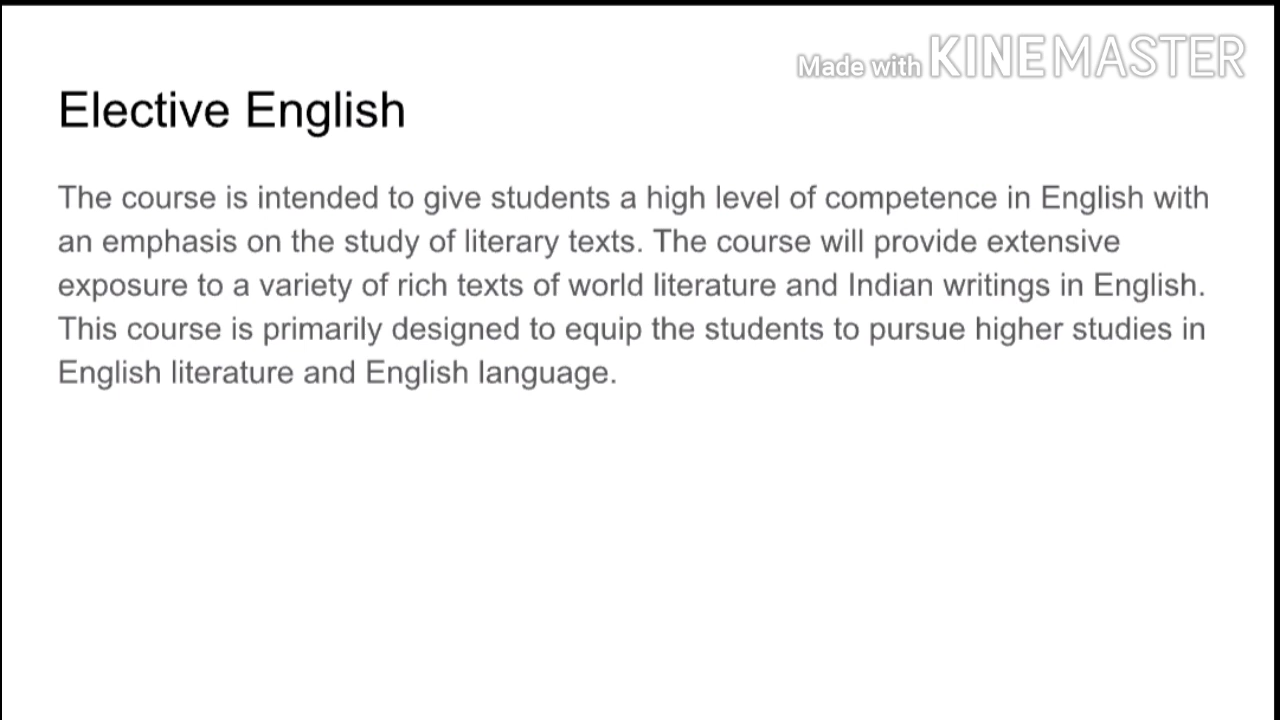 Made with KINEMASTER
Elective English
The course is intended to give students a high level of competence in English with
an emphasis on the study of literary texts. The course will provide extensive
exposure to a variety of rich texts of world literature and Indian writings in English.
This course is primarily designed to equip the students to pursue higher studies in
English literature and English language.